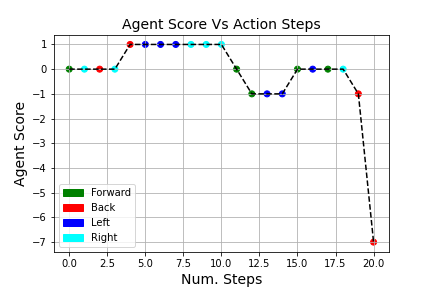 Agent Score Vs Action Steps
Agent Score
1
0
−1
−2
−3
−4
−5
−6
−7
Forward
Back
Left
Right
0.0 2.5 5.0 7.5 10.0 12.5 15.0 17.5 20.0
Num. Steps